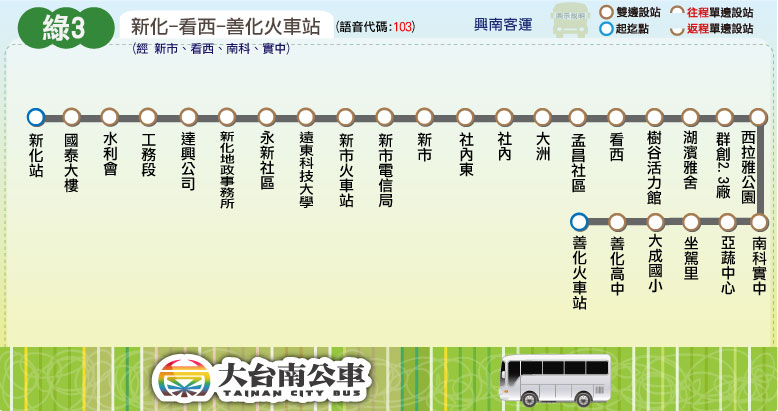 綠3
新化-看西-善化火車站 (語音代碼:103)
(經 新市、看西、南科、實中)
興南客運
雙邊設站
起迄點
往程單邊設站
返程單邊設站
新化站
國泰大樓
水利會
工務段
達興公司
新化地政事務所
永新社區
遠東科技大學
新市火車站
新市電信局
新市
社內東
社內
大洲
孟昌社區
看西
樹谷活力館
湖濱雅舍
群創2.3廠
西拉雅公園
南科實中
亞蔬中心
坐駕里
大成國小
善化高中
善化火車站
大台南公車
TAINAN CITY BUS